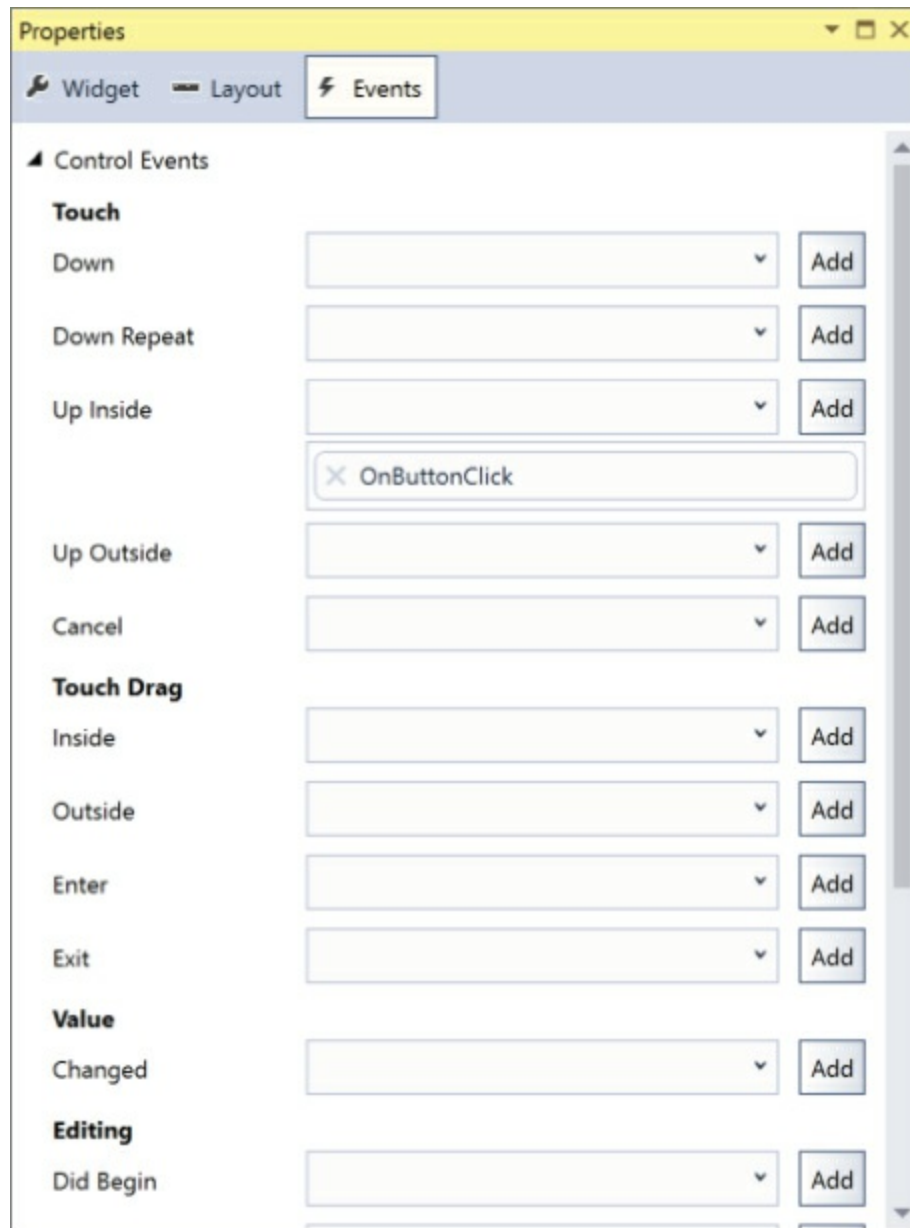 Properties
Widget Layout Events
Control Events
Touch
Down Add
Down Repeat Add
Up Inside Add
OnButtonClick
Up Outside Add
Cancel Add
Touch Drag
Inside Add
Outside Add
Enter Add
Exit Add
Value
Changed Add
Editing
Did Begin Add